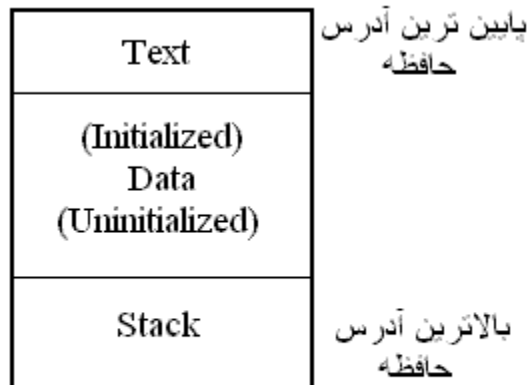 Text
پایین ترین آدرس
حافظه
(Initialized)
Data
(Uninitialized)
Stack
بالاترین آدرس
حافظه